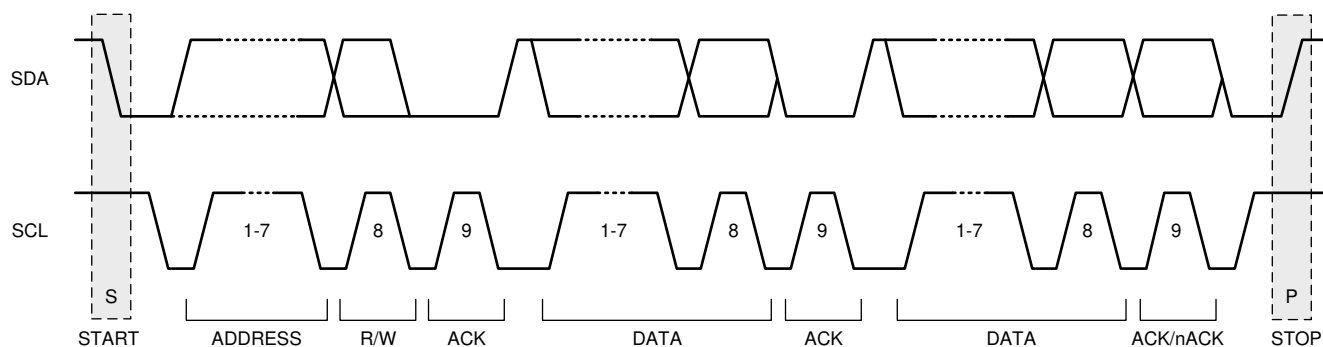 SDA
SCL
1-7 8 9 1-7 8 9 1-7 8 9
S P
START ADDRESS R/W ACK DATA ACK DATA ACK/nACK STOP